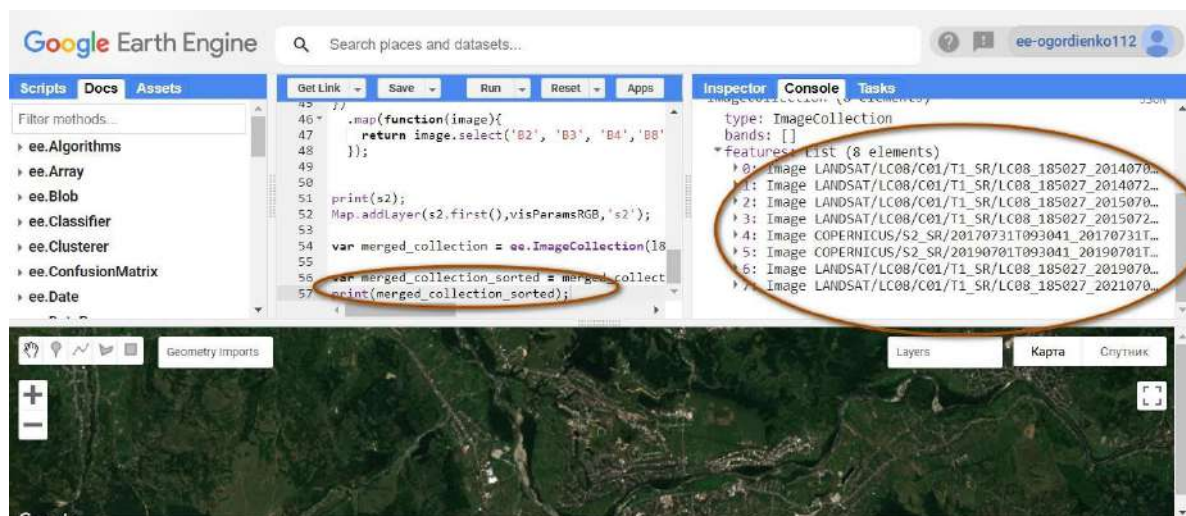 Google Earth Engine
Search places and datasets...
ee-ogordienko112
Scripts Docs Assets
Filter methods...
ee.Algorithms
ee.Array
ee.Blob
ee.Classifier
ee.Clusterer
ee.ConfusionMatrix
ee.Date
Get Link Save Run Reset Apps
45 })
46 .map(function(image){
47 return image.select('B2', 'B3', 'B4','B8'
48 });
49
50
51 print(s2);
52 Map.addLayer(s2.first(),visParamsRGB,'s2');
53
54 var merged_collection = ee.ImageCollection(l8
55
56 var merged_collection_sorted = merged_collect
57 print(merged_collection_sorted);
Inspector Console Tasks
ImageCollection (8 elements) JSON
type: ImageCollection
bands: []
features: List (8 elements)
0: Image LANDSAT/LC08/C01/T1_SR/LC08_185027_2014070…
1: Image LANDSAT/LC08/C01/T1_SR/LC08_185027_2014072…
2: Image LANDSAT/LC08/C01/T1_SR/LC08_185027_2015070…
3: Image LANDSAT/LC08/C01/T1_SR/LC08_185027_2015072…
4: Image COPERNICUS/S2_SR/20170731T093041_20170731T…
5: Image COPERNICUS/S2_SR/20190701T093041_20190701T…
6: Image LANDSAT/LC08/C01/T1_SR/LC08_185027_2019070…
7: Image LANDSAT/LC08/C01/T1_SR/LC08_185027_2021070…
Geometry Imports
Layers Карта Спутник